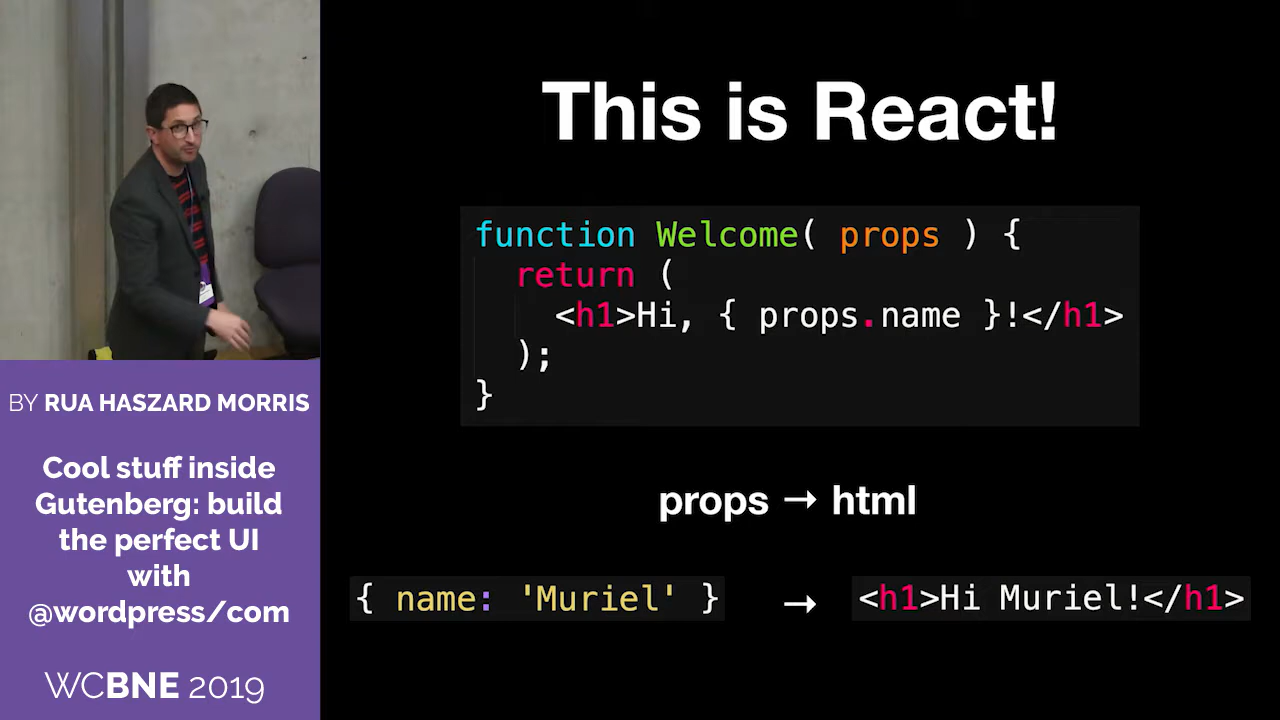 This is React!
function Welcome( props ) {
return (
<h1>Hi, { props.name }!</h1>
);
}
props → html
{ name: 'Muriel' } → <h1>Hi Muriel!</h1>
BY RUA HASZARD MORRIS
Cool stuff inside
Gutenberg: build
the perfect UI
with
@wordpress/com
WCBNE 2019